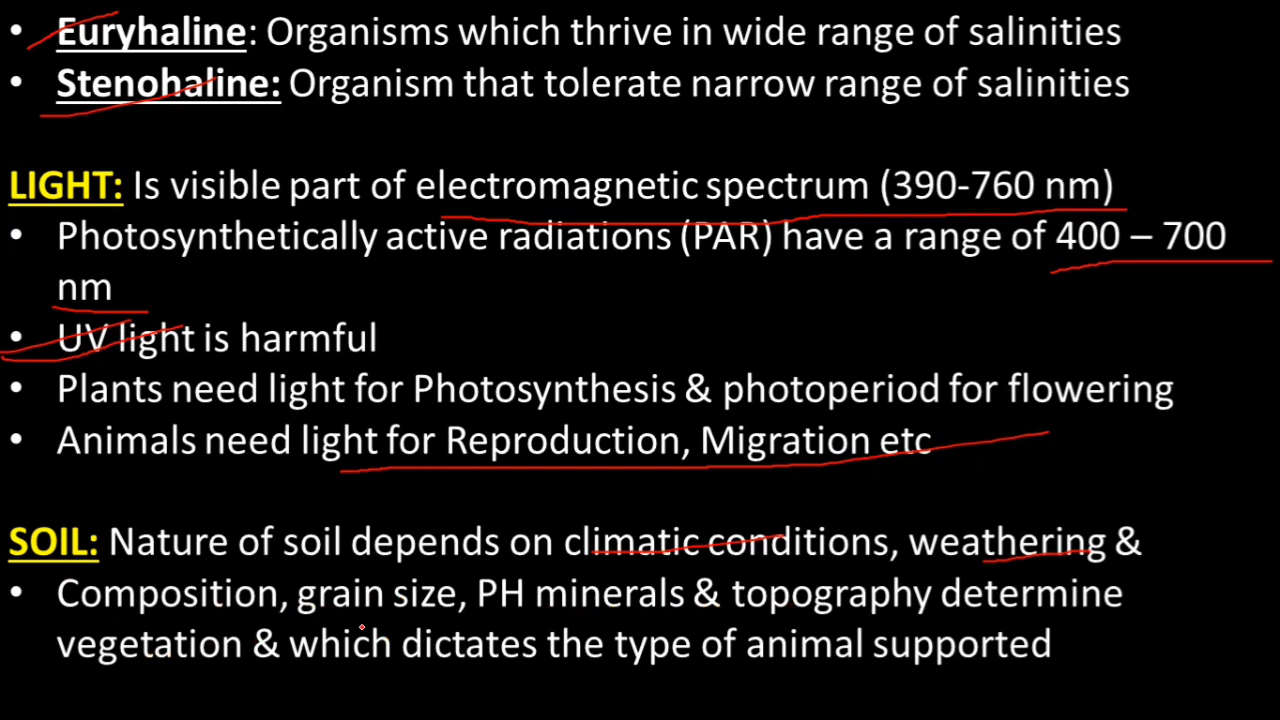 • Euryhaline: Organisms which thrive in wide range of salinities
• Stenohaline: Organism that tolerate narrow range of salinities
LIGHT: Is visible part of electromagnetic spectrum (390-760 nm)
• Photosynthetically active radiations (PAR) have a range of 400 – 700
nm
• UV light is harmful
• Plants need light for Photosynthesis & photoperiod for flowering
• Animals need light for Reproduction, Migration etc
SOIL: Nature of soil depends on climatic conditions, weathering &
• Composition, grain size, PH minerals & topography determine
vegetation & which dictates the type of animal supported